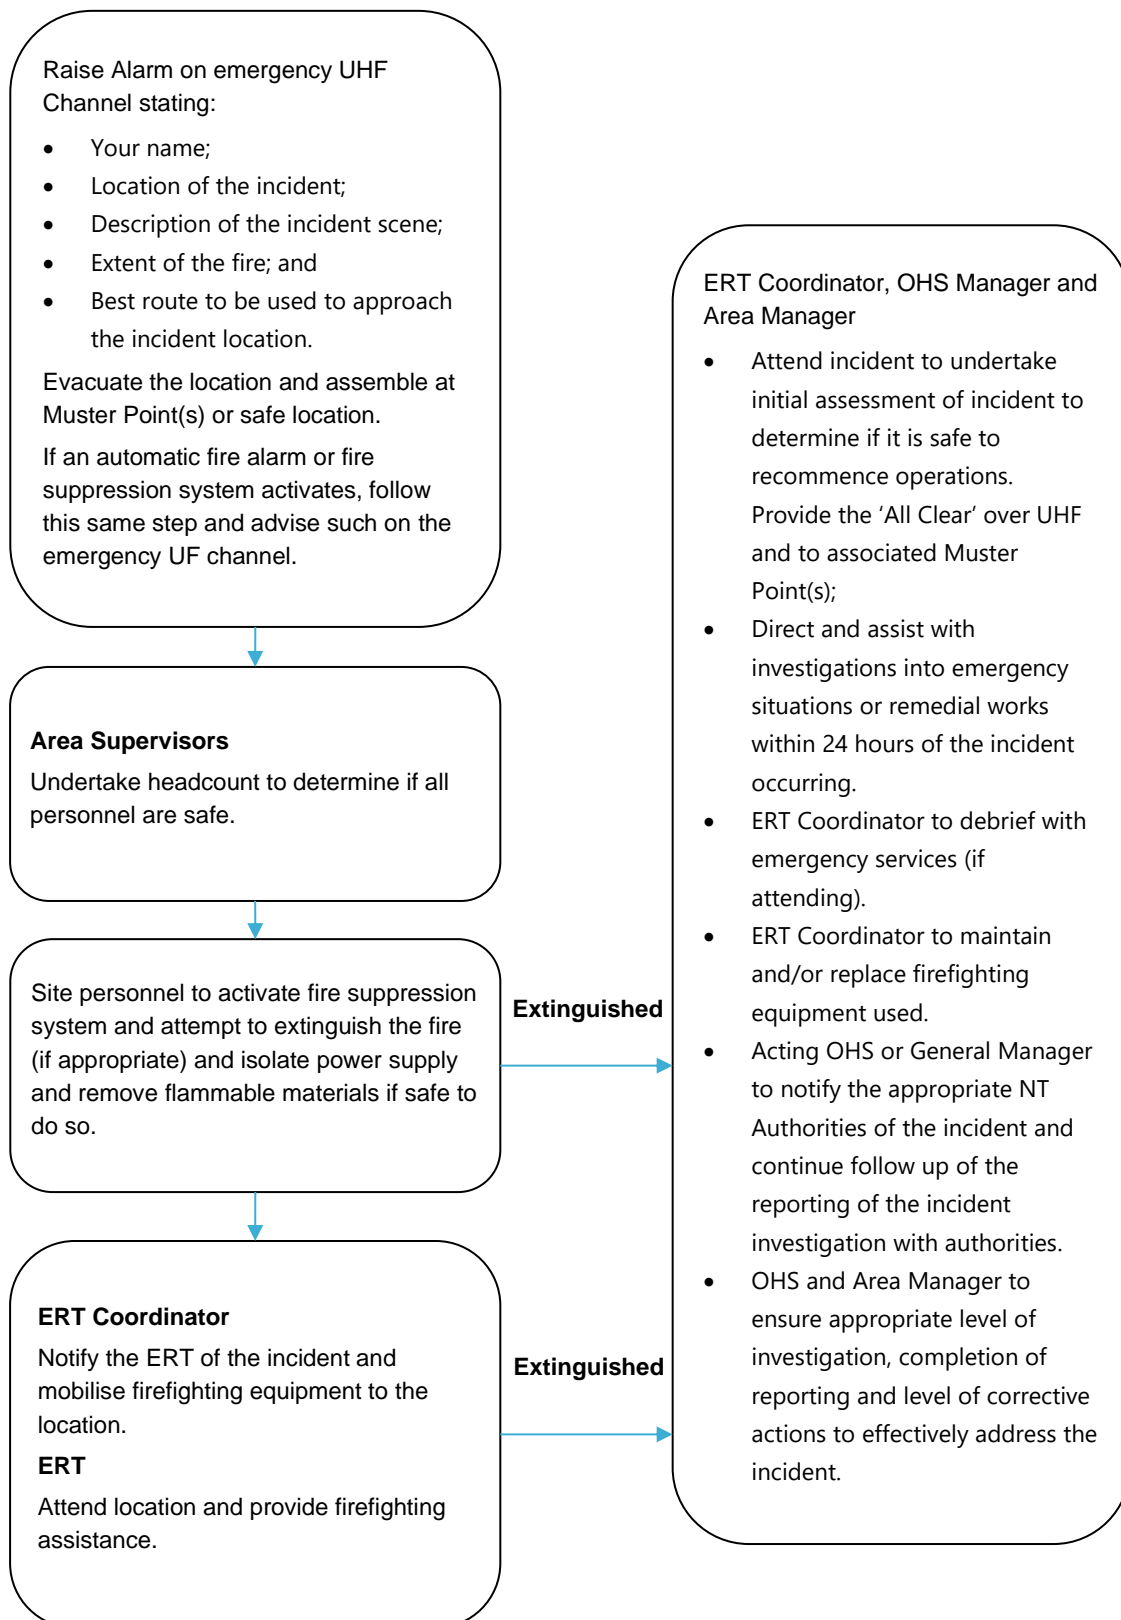 Raise Alarm on emergency UHF
Channel stating:
• Your name;
• Location of the incident;
• Description of the incident scene;
• Extent of the fire; and
• Best route to be used to approach
the incident location.
Evacuate the location and assemble at
Muster Point(s) or safe location.
If an automatic fire alarm or fire
suppression system activates, follow
this same step and advise such on the
emergency UF channel.
Area Supervisors
Undertake headcount to determine if all
personnel are safe.
Site personnel to activate fire suppression
system and attempt to extinguish the fire
(if appropriate) and isolate power supply
and remove flammable materials if safe to
do so.
Extinguished
ERT Coordinator
Notify the ERT of the incident and
mobilise firefighting equipment to the
location.
ERT
Attend location and provide firefighting
assistance.
Extinguished
ERT Coordinator, OHS Manager and
Area Manager
• Attend incident to undertake
initial assessment of incident to
determine if it is safe to
recommence operations.
Provide the ‘All Clear’ over UHF
and to associated Muster
Point(s);
• Direct and assist with
investigations into emergency
situations or remedial works
within 24 hours of the incident
occurring.
• ERT Coordinator to debrief with
emergency services (if
attending).
• ERT Coordinator to maintain
and/or replace firefighting
equipment used.
• Acting OHS or General Manager
to notify the appropriate NT
Authorities of the incident and
continue follow up of the
reporting of the incident
investigation with authorities.
• OHS and Area Manager to
ensure appropriate level of
investigation, completion of
reporting and level of corrective
actions to effectively address the
incident.